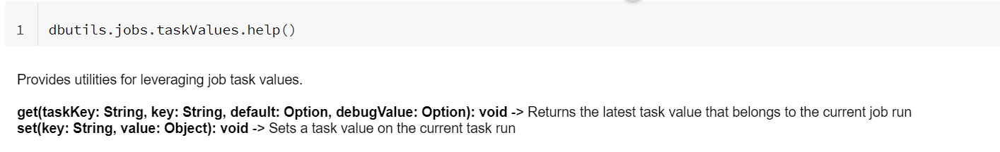 1 dbutils.jobs.taskValues.help()
Provides utilities for leveraging job task values.
get(taskKey: String, key: String, default: Option, debugValue: Option): void -> Returns the latest task value that belongs to the current job run
set(key: String, value: Object): void -> Sets a task value on the current task run